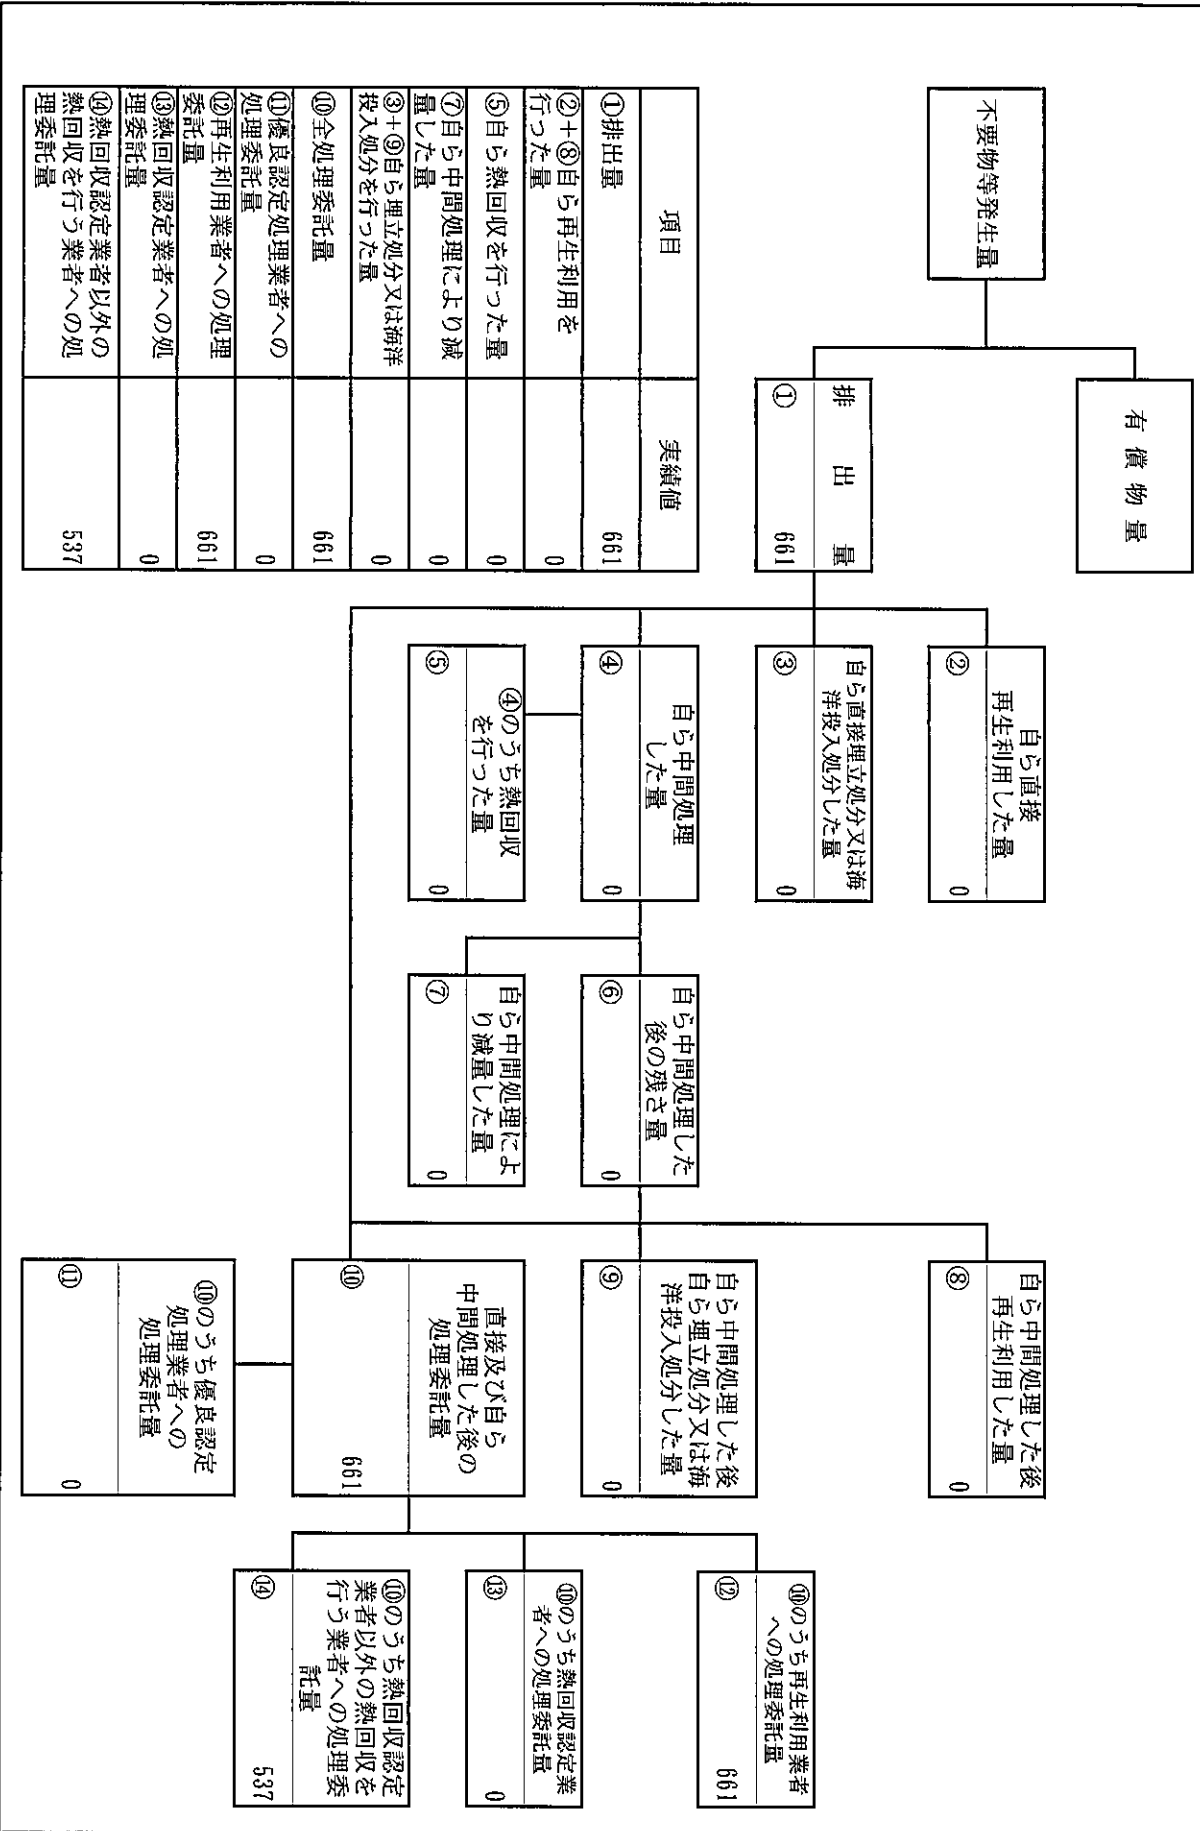 不要物等発生量
有償物量
排出量
① 661
自ら直接
再生利用した量
② 0
自ら直接埋立処分又は海
洋投入処分した量
③ 0
自ら中間処理
した量
④ 0
④のうち熱回収
を行った量
⑤ 0
自ら中間処理した
後の残さ量
⑥ 0
自ら中間処理によ
り減量した量
⑦ 0
自ら中間処理した後
再生利用した量
⑧ 0
自ら中間処理した後
自ら埋立処分又は海
洋投入処分した量
⑨ 0
直接及び自ら
中間処理した後の
処理委託量
⑩ 661
⑩のうち優良認定
処理業者への
処理委託量
⑪ 0
⑩のうち再生利用業者
への処理委託量
⑫ 661
⑩のうち熱回収認定業
者への処理委託量
⑬ 0
⑩のうち熱回収認定
業者以外の熱回収を
行う業者への処理委
託量
⑭ 537
項目 実績値
①排出量 661
②+⑧自ら再生利用を
行った量 0
⑤自ら熱回収を行った量 0
⑦自ら中間処理により減
量した量 0
③+⑨自ら埋立処分又は海洋
投入処分を行った量 0
⑩全処理委託量 661
⑪優良認定処理業者への
処理委託量 0
⑫再生利用業者への処理
委託量 661
⑬熱回収認定業者への処
理委託量 0
⑭熱回収認定業者以外の
熱回収を行う業者への処
理委託量 537